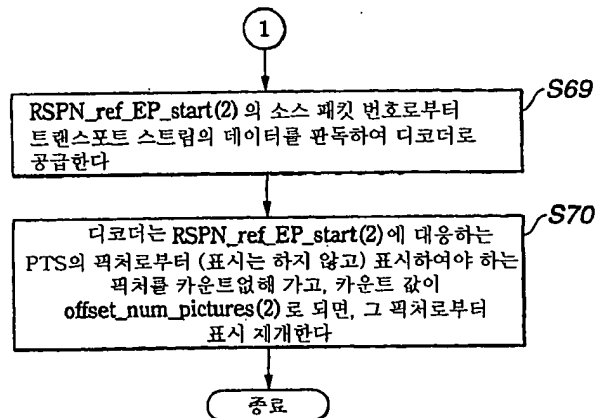 1
S69
RSPN_ref_EP_start(2)의 소스 패킷 번호로부터
트랜스포트 스트림의 데이터를 판독하여 디코더로
공급한다
S70
디코더는 RSPN_ref_EP_start(2)에 대응하는
PTS의 픽처로부터 (표시는 하지 않고) 표시하여야 하는
픽처를 카운트없해 가고, 카운트 값이
offset_num_pictures(2)로 되면, 그 픽처로부터
표시 재개한다
종료